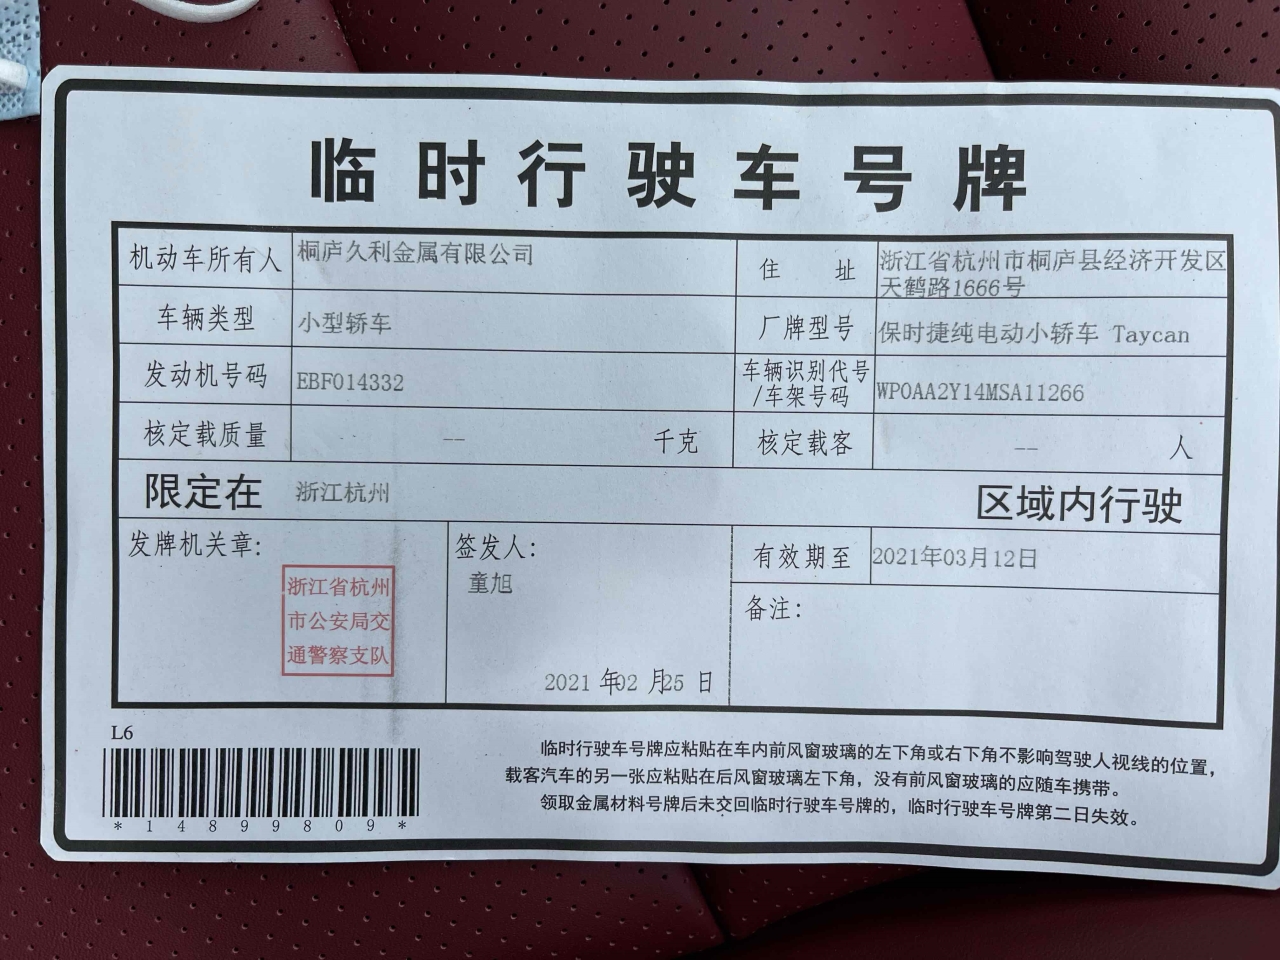 临时行驶车号牌
机动车所有人 桐庐久利金属有限公司 住 址 浙江省杭州市桐庐县经济开发区
天鹤路1666号
车辆类型 小型轿车 厂牌型号 保时捷纯电动小轿车 Taycan
发动机号码 EBF014332 车辆识别代号
/车架号码 WP0AA2Y14MSA11266
核定载质量 -- 千克 核定载客 -- 人
限定在 浙江杭州 区域内行驶
发牌机关章:
浙江省杭州
市公安局交
通警察支队
签发人:
童旭
2021 年02 月25 日
有效期至 2021年03月12日
备注:
L6
*14899809*
临时行驶车号牌应粘贴在车内前风窗玻璃的左下角或右下角不影响驾驶人视线的位置，
载客汽车的另一张应粘贴在后风窗玻璃左下角，没有前风窗玻璃的应随车携带。
领取金属材料号牌后未交回临时行驶车号牌的，临时行驶车号牌第二日失效。